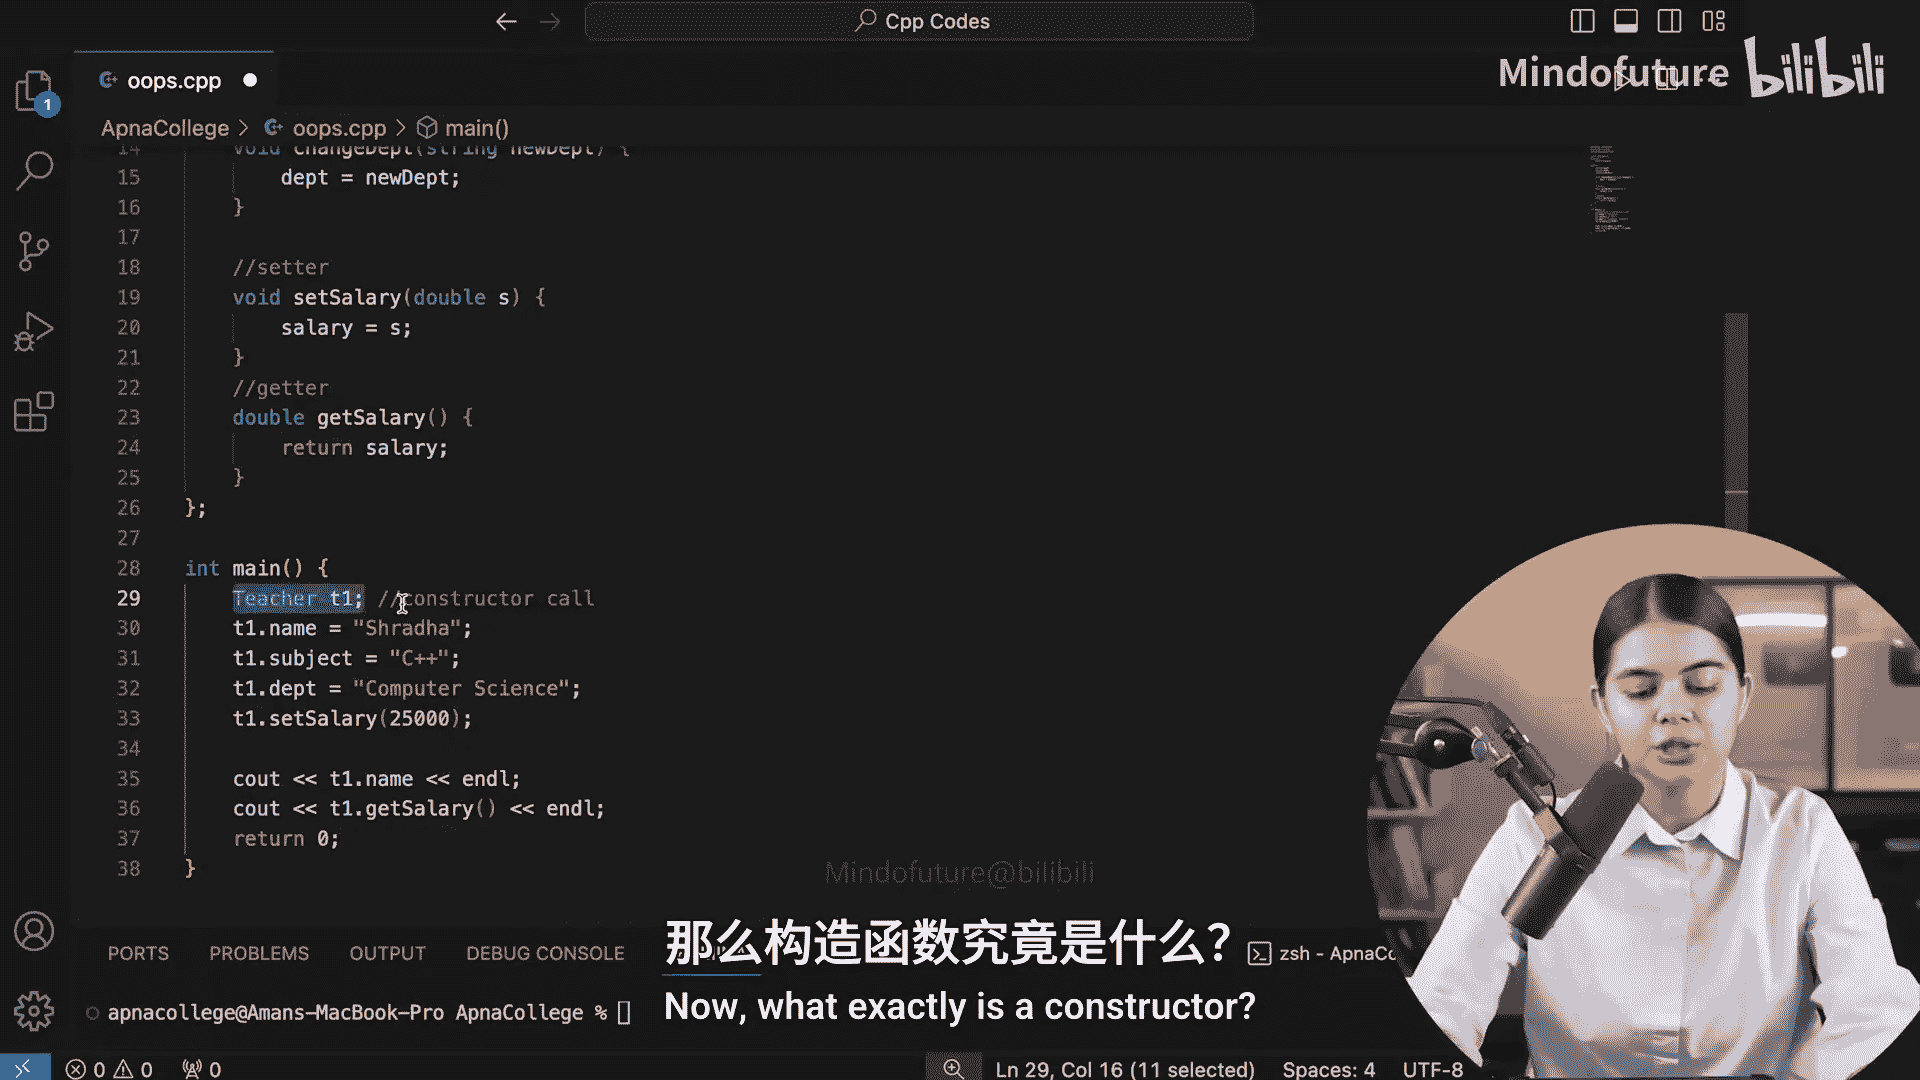 Cpp Codes
oops.cpp
Mindofuture bilibili
1
ApnaCollege > oops.cpp > main()
14 void changeDept(string newDept) {
15 dept = newDept;
16 }
17
18 //setter
19 void setSalary(double s) {
20 salary = s;
21 }
22 //getter
23 double getSalary() {
24 return salary;
25 }
26 };
27
28 int main() {
29 Teacher t1; //constructor call
30 t1.name = "Shradha";
31 t1.subject = "C++";
32 t1.dept = "Computer Science";
33 t1.setSalary(25000);
34
35 cout << t1.name << endl;
36 cout << t1.getSalary() << endl;
37 return 0;
38 }
Mindofuture@bilibili
PORTS PROBLEMS OUTPUT DEBUG CONSOLE
那么构造函数究竟是什么？
zsh - ApnaCo
apnacollege@Amans-MacBook-Pro ApnaCollege %
Now, what exactly is a constructor?
0 0 0 Ln 29, Col 16 (11 selected) Spaces: 4 UTF-8